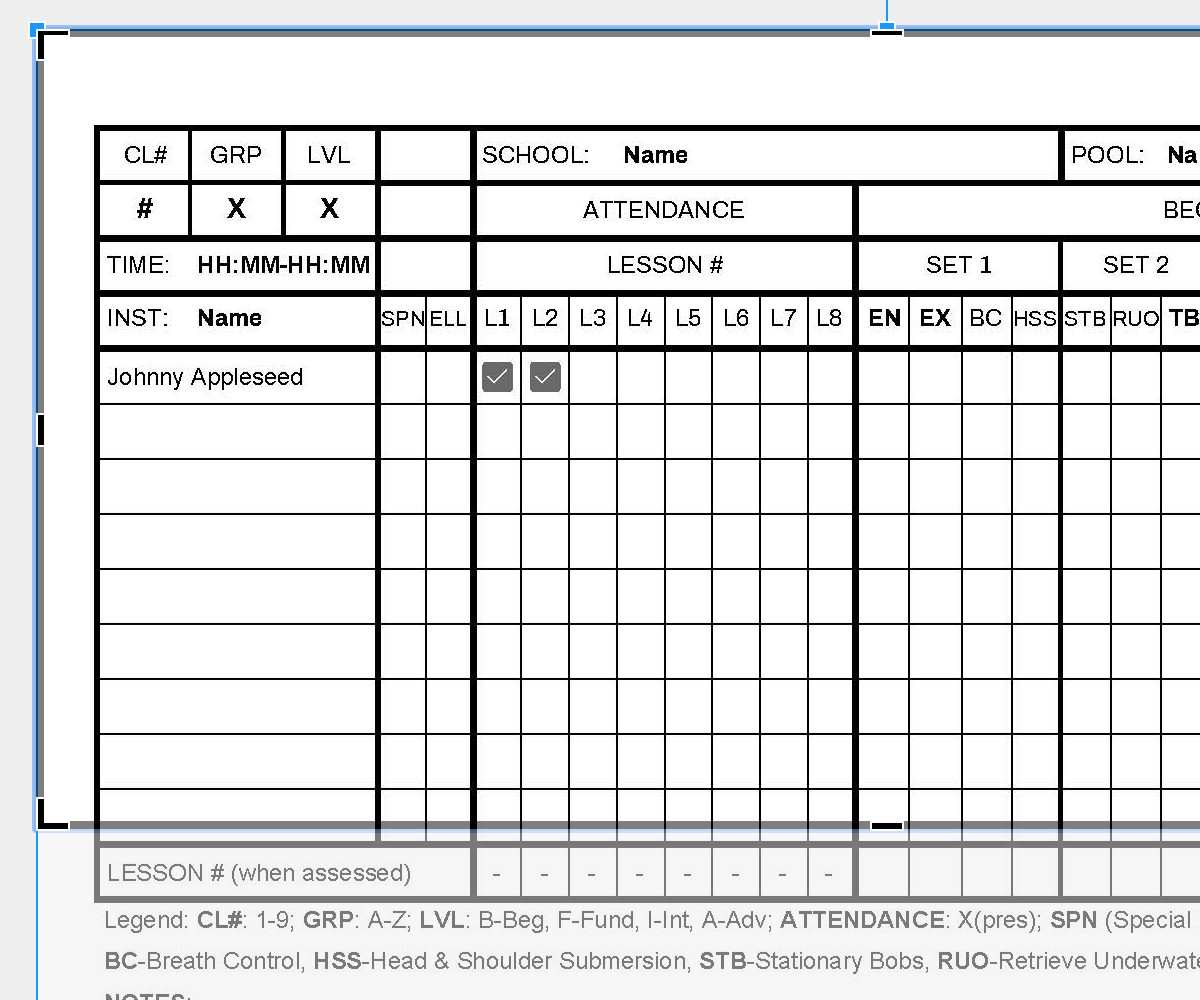 CL# GRP LVL SCHOOL: Name POOL: Na
# X X ATTENDANCE BEG
TIME: HH:MM-HH:MM LESSON # SET 1 SET 2
INST: Name SPN ELL L1 L2 L3 L4 L5 L6 L7 L8 EN EX BC HSS STB RUO TB
Johnny Appleseed
LESSON # (when assessed) - - - - - - - -
Legend: CL#: 1-9; GRP: A-Z; LVL: B-Beg, F-Fund, I-Int, A-Adv; ATTENDANCE: X(pres); SPN (Special
BC-Breath Control, HSS-Head & Shoulder Submersion, STB-Stationary Bobs, RUO-Retrieve Underwate
NOTES: